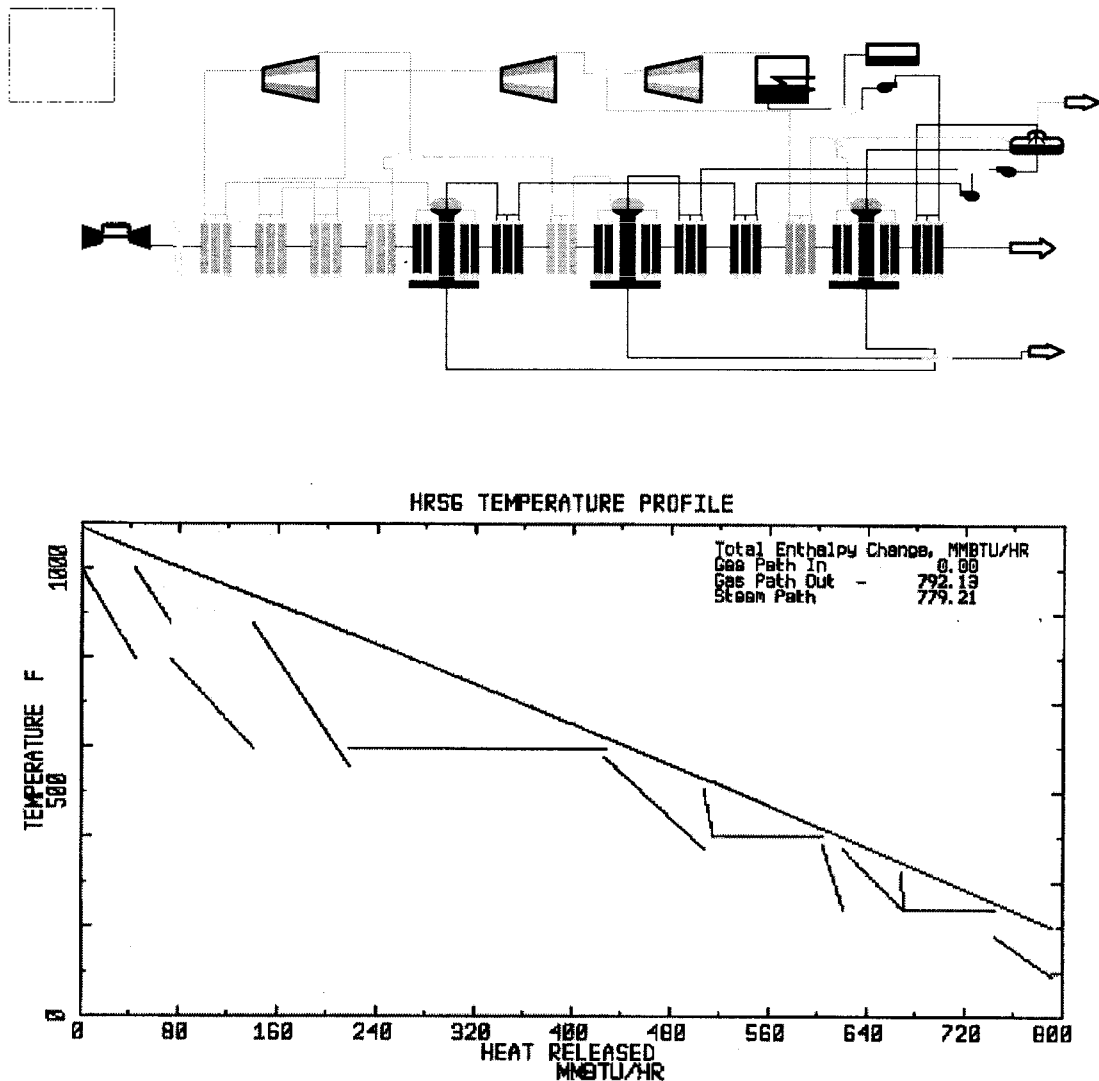 HRSG TEMPERATURE PROFILE
Total Enthalpy Change, MMBTU/HR
Gas Path In 0.00
Gas Path Out - 792.13
Steam Path 779.21
TEMPERATURE F
1000
500
0
0 80 160 240 320 400 480 560 640 720 800
HEAT RELEASED
MMBTU/HR